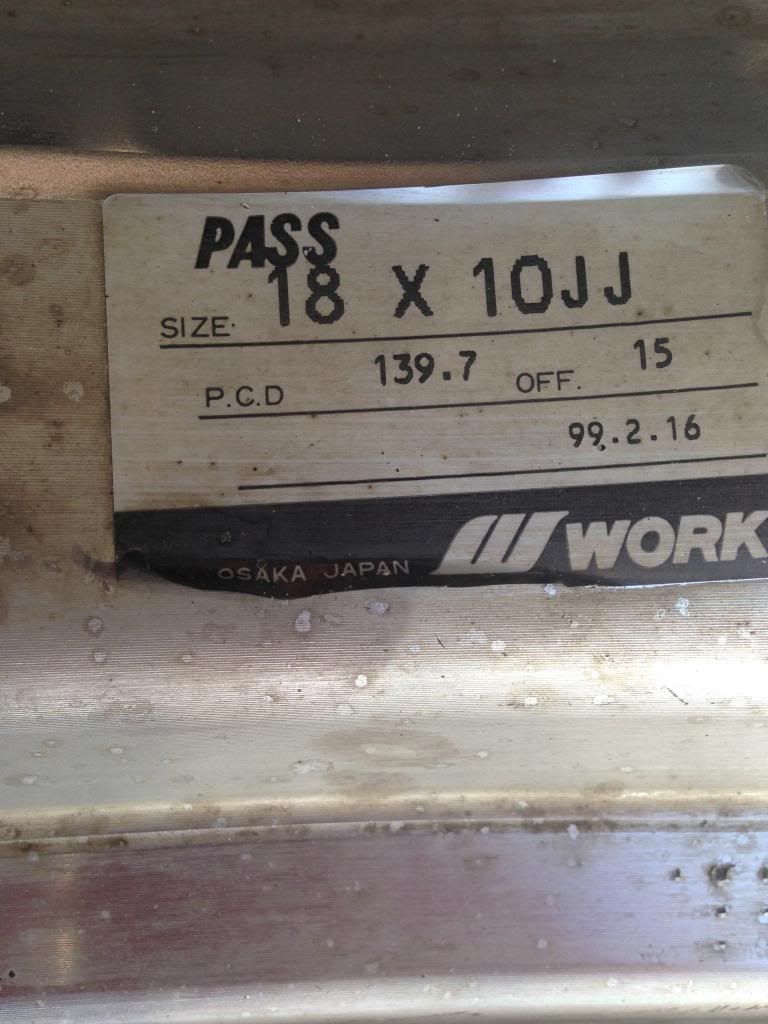 PASS
SIZE 18 X 10JJ
P.C.D 139.7 OFF. 15
99.2.16
OSAKA JAPAN WORK